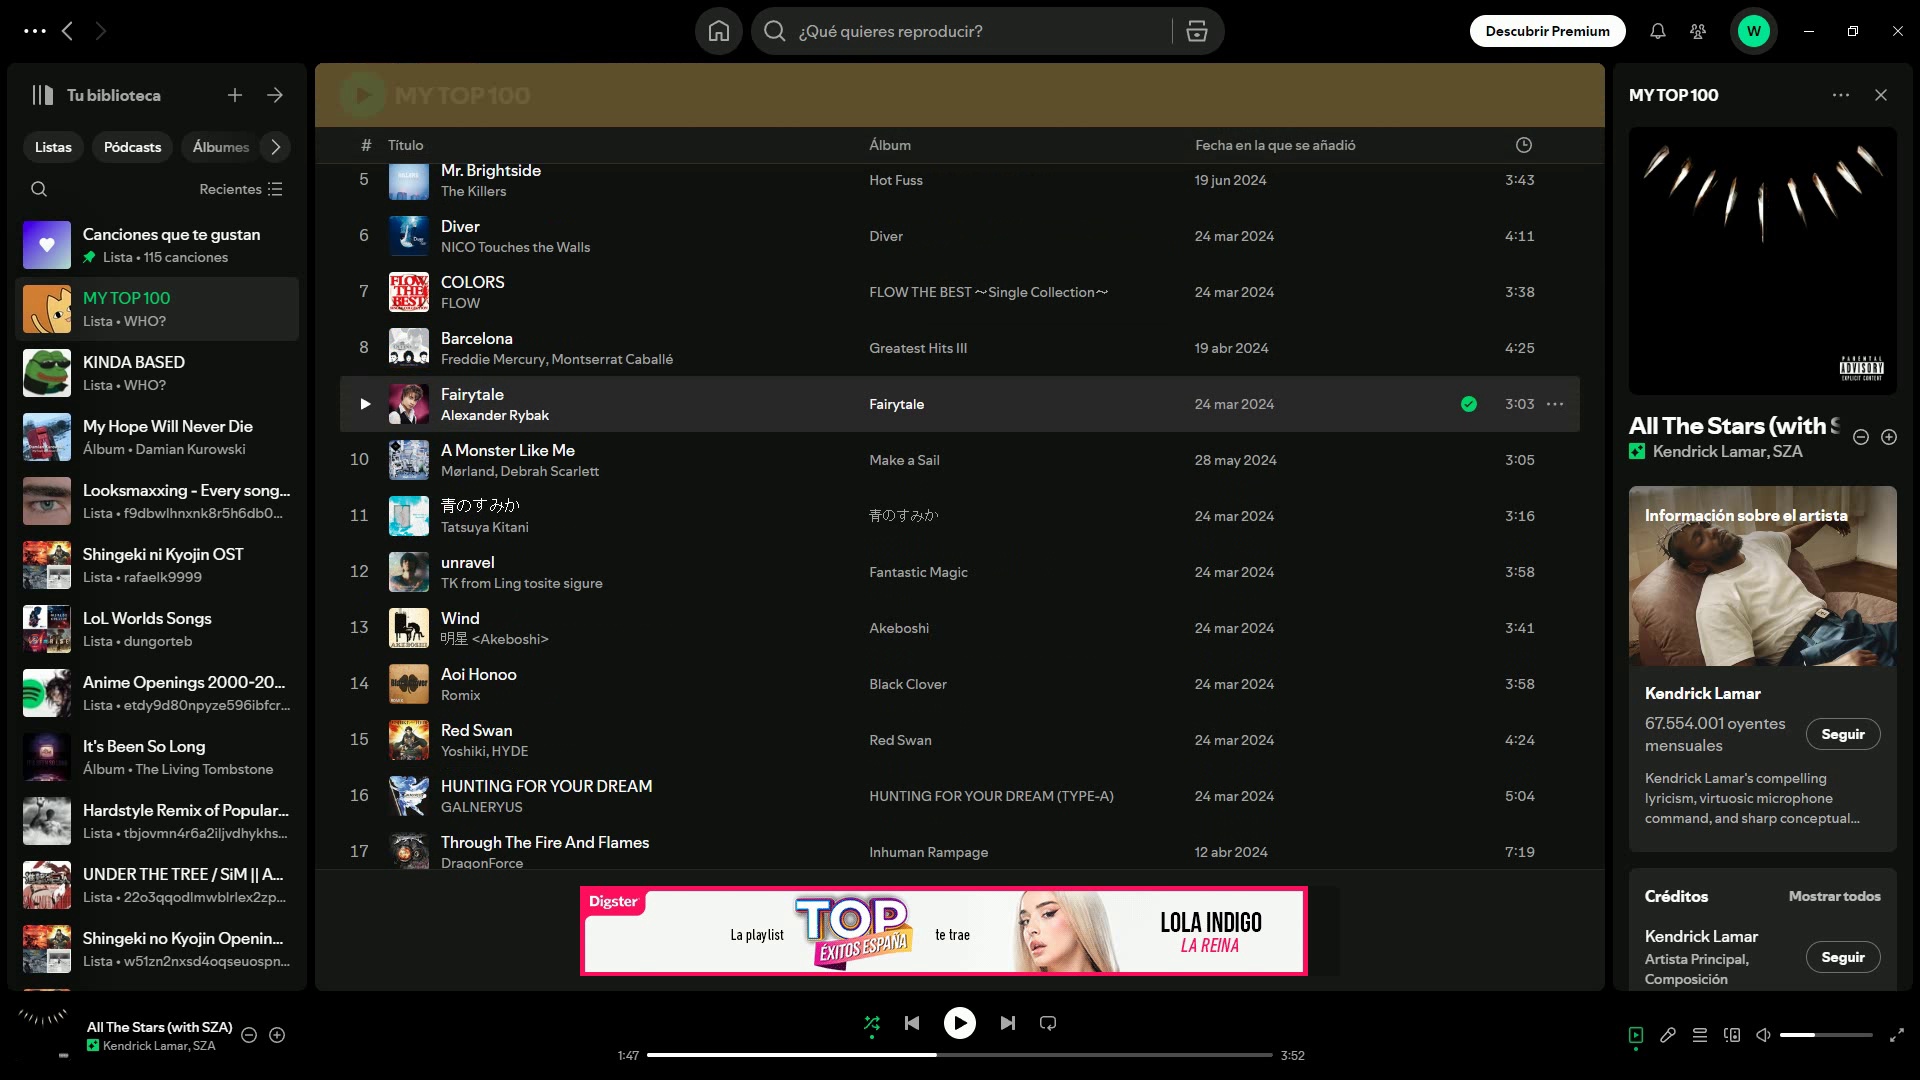 ¿Qué quieres reproducir?
Descubrir Premium
W
Tu biblioteca
Listas
Pódcasts
Álbumes
Recientes
Canciones que te gustan
Lista • 115 canciones
MY TOP 100
Lista • WHO?
KINDA BASED
Lista • WHO?
My Hope Will Never Die
Álbum • Damian Kurowski
Looksmaxxing - Every song...
Lista • f9dbwlhnxnk8r5h6db0...
Shingeki ni Kyojin OST
Lista • rafaelk9999
LoL Worlds Songs
Lista • dungorteb
Anime Openings 2000-20...
Lista • etdy9d80npyze596ibfcr...
It's Been So Long
Álbum • The Living Tombstone
Hardstyle Remix of Popular...
Lista • tbjovmn4r6a2iljvdhykhs...
UNDER THE TREE / SiM || A...
Lista • 22o3qqodlmwblrlex2zp...
Shingeki no Kyojin Openin...
Lista • w51zn2nxsd4oqseuospn...
MY TOP 100
# Título Álbum Fecha en la que se añadió
5 Mr. Brightside Hot Fuss 19 jun 2024 3:43
The Killers
6 Diver Diver 24 mar 2024 4:11
NICO Touches the Walls
7 COLORS FLOW THE BEST ～Single Collection～ 24 mar 2024 3:38
FLOW
FLOW THE BEST
8 Barcelona Greatest Hits III 19 abr 2024 4:25
Freddie Mercury, Montserrat Caballé
Fairytale Fairytale 24 mar 2024 3:03
Alexander Rybak
10 A Monster Like Me Make a Sail 28 may 2024 3:05
Mørland, Debrah Scarlett
11 青のすみか 青のすみか 24 mar 2024 3:16
Tatsuya Kitani
12 unravel Fantastic Magic 24 mar 2024 3:58
TK from Ling tosite sigure
13 Wind Akeboshi 24 mar 2024 3:41
明星 <Akeboshi>
14 Aoi Honoo Black Clover 24 mar 2024 3:58
Romix
15 Red Swan Red Swan 24 mar 2024 4:24
Yoshiki, HYDE
16 HUNTING FOR YOUR DREAM HUNTING FOR YOUR DREAM (TYPE-A) 24 mar 2024 5:04
GALNERYUS
17 Through The Fire And Flames Inhuman Rampage 12 abr 2024 7:19
DragonForce
Digster
La playlist
TOP
ÉXITOS ESPAÑA
te trae
LOLA INDIGO
LA REINA
MY TOP 100
PARENTAL
ADVISORY
EXPLICIT CONTENT
All The Stars (with S
Kendrick Lamar, SZA
Información sobre el artista
Kendrick Lamar
67.554.001 oyentes
mensuales
Seguir
Kendrick Lamar's compelling
lyricism, virtuosic microphone
command, and sharp conceptual...
Créditos
Mostrar todos
Kendrick Lamar
Artista Principal,
Composición
Seguir
All The Stars (with SZA)
Kendrick Lamar, SZA
1:47
3:52